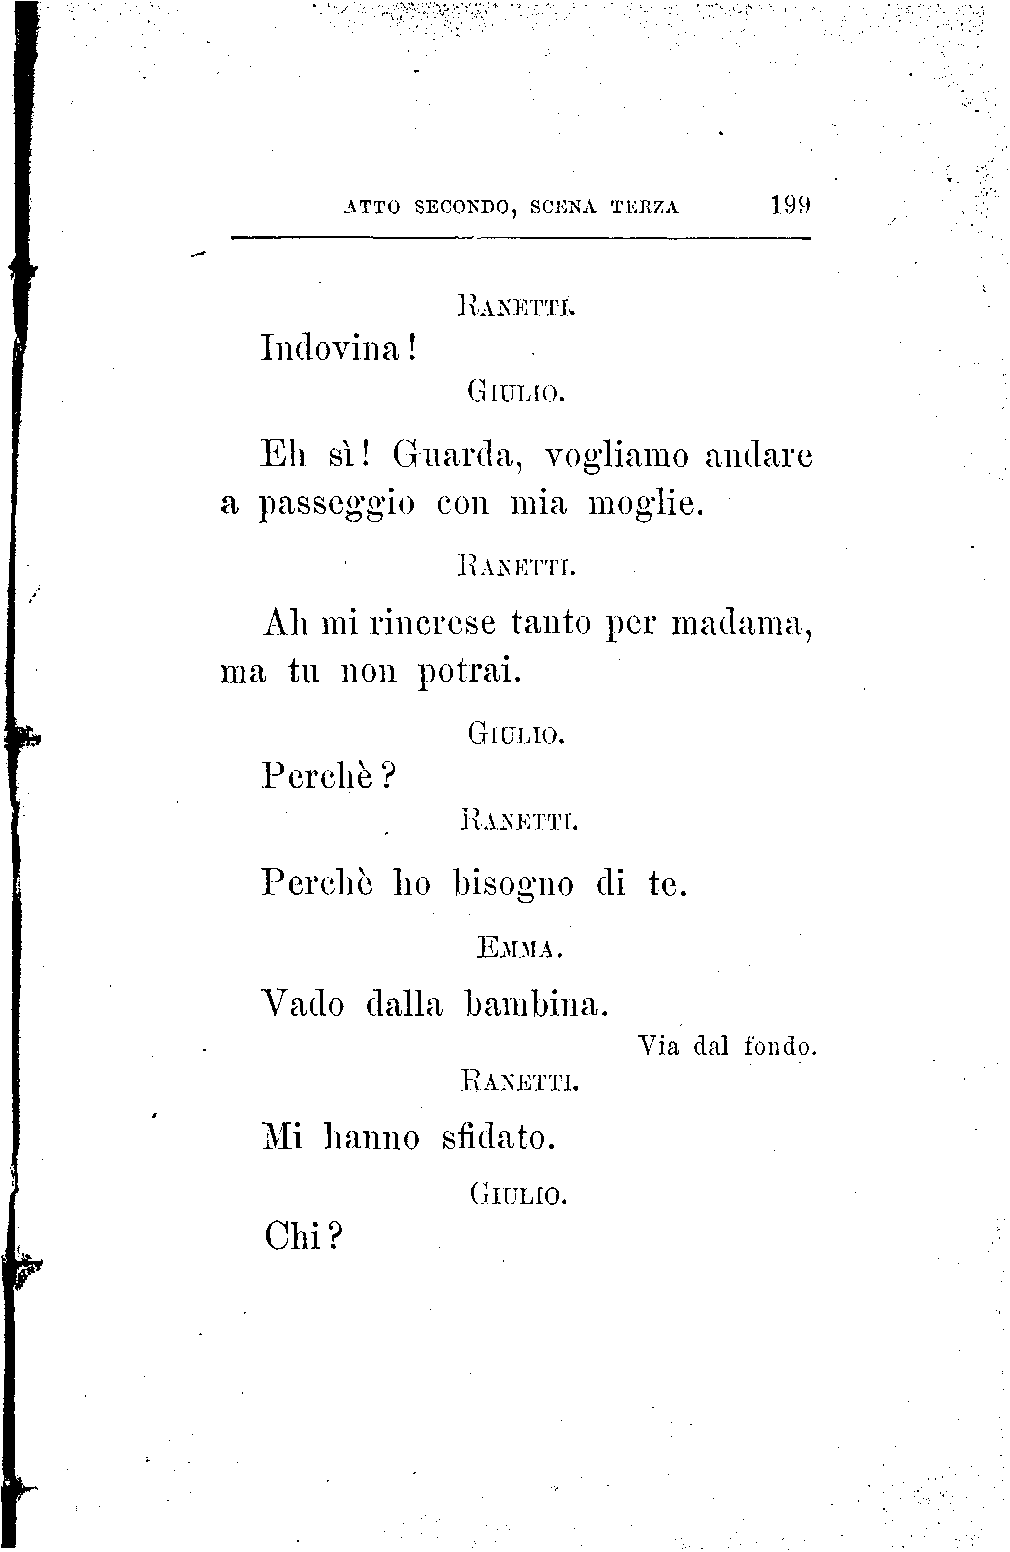 ATTO SECONDO, SCENA TERZA 199
RANETTI.
Indovina!
GIULIO.
Eh sì! Guarda, vogliamo andare
a passeggio con mia moglie.
RANETTI.
Ah mi rincrese tanto per madama,
ma tu non potrai.
GIULIO.
Perchè?
RANETTI.
Perchè ho bisogno di te.
EMMA.
Vado dalla bambina.
Via dal fondo.
RANETTI.
Mi hanno sfidato.
GIULIO.
Chi?